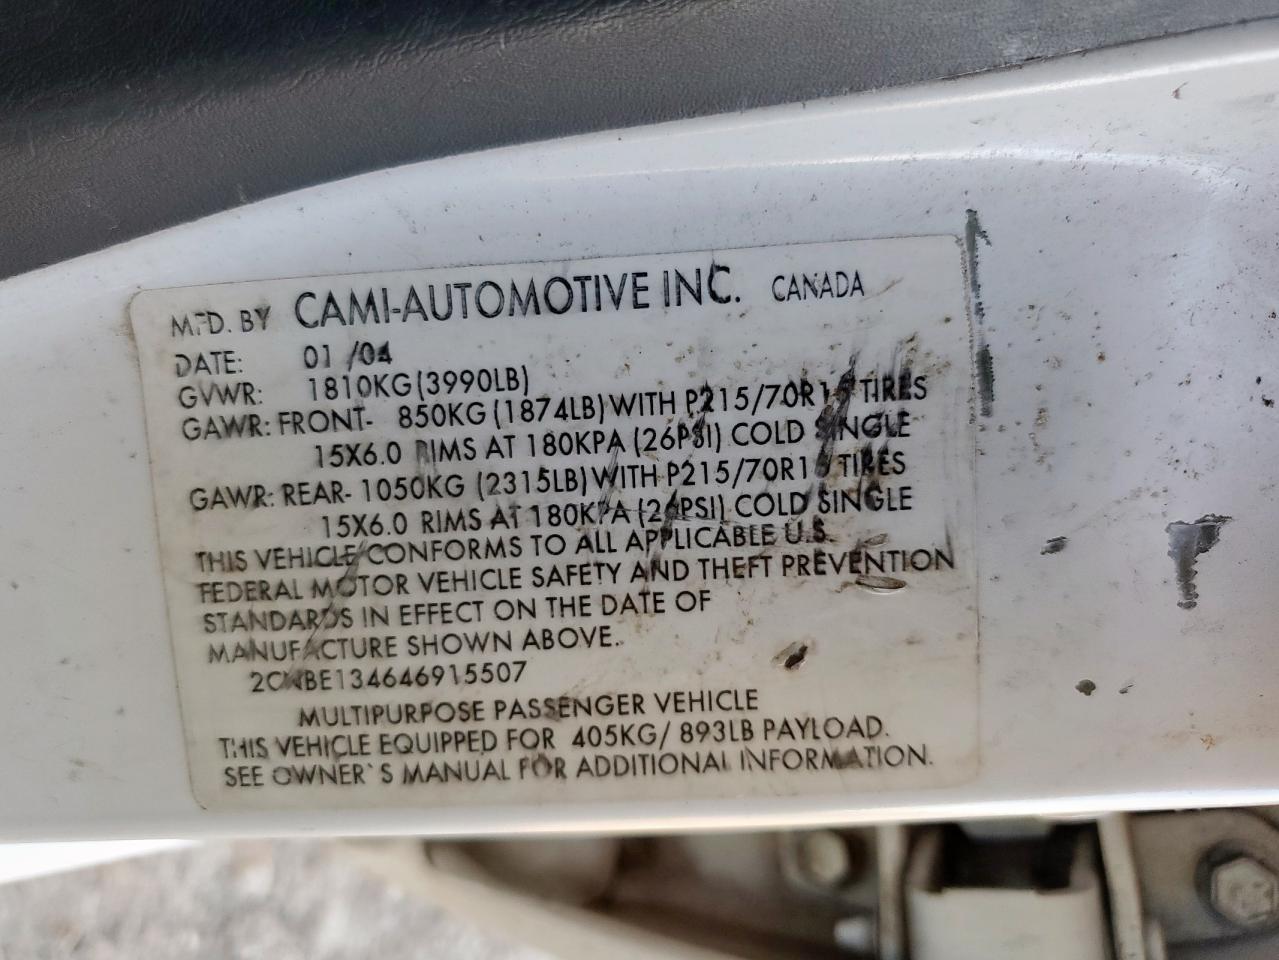 MFD. BY CAMI-AUTOMOTIVE INC. CANADA
DATE: 01 /04
GVWR: 1810KG(3990LB)
GAWR: FRONT- 850KG(1874LB)WITH P215/70R15 TIRES
15X6.0 RIMS AT 180KPA (26PSI) COLD SINGLE
GAWR: REAR- 1050KG (2315LB)WITH P215/70R15 TIRES
15X6.0 RIMS AT 180KPA (26PSI) COLD SINGLE
THIS VEHICLE CONFORMS TO ALL APPLICABLE U.S.
FEDERAL MOTOR VEHICLE SAFETY AND THEFT PREVENTION
STANDARDS IN EFFECT ON THE DATE OF
MANUFACTURE SHOWN ABOVE.
2CNBE134646915507
MULTIPURPOSE PASSENGER VEHICLE
THIS VEHICLE EQUIPPED FOR 405KG/ 893LB PAYLOAD.
SEE OWNER`S MANUAL FOR ADDITIONAL INFORMATION.